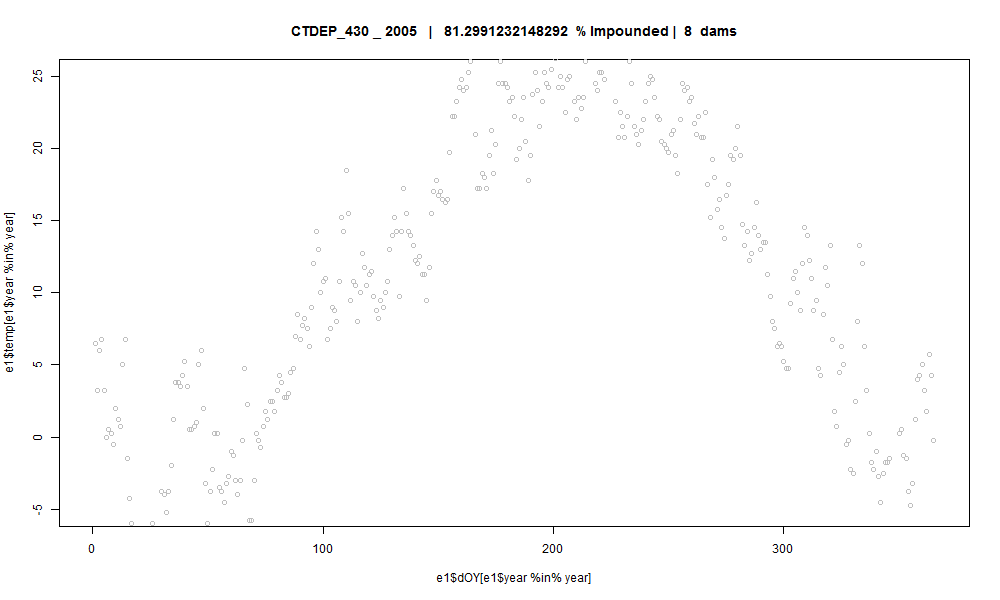 CTDEP_430 _ 2005 | 81.2991232148292 % Impounded | 8 dams
e1$temp[e1$year %in% year]
25
20
15
10
5
0
-5
0 100 200 300
e1$dOY[e1$year %in% year]